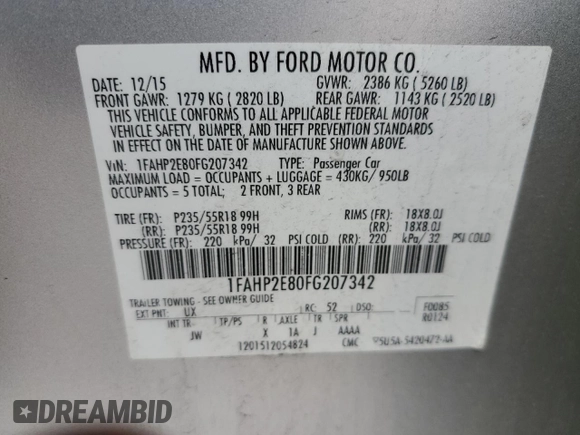 MFD. BY FORD MOTOR CO.
DATE: 12/15 GVWR: 2386 KG ( 5260 LB)
FRONT GAWR: 1279 KG ( 2820 LB) REAR GAWR: 1143 KG ( 2520 LB)
THIS VEHICLE CONFORMS TO ALL APPLICABLE FEDERAL MOTOR
VEHICLE SAFETY, BUMPER, AND THEFT PREVENTION STANDARDS
IN EFFECT ON THE DATE OF MANUFACTURE SHOWN ABOVE.
VIN: 1FAHP2E80FG207342 TYPE: Passenger Car
MAXIMUM LOAD = OCCUPANTS + LUGGAGE = 430KG/ 950LB
OCCUPANTS = 5 TOTAL; 2 FRONT, 3 REAR
TIRE (FR): P235/55R18 99H RIMS (FR): 18X8.0J
(RR): P235/55R18 99H (RR): 18X8.0J
PRESSURE (FR): 220 kPa/ 32 PSI COLD (RR): 220 kPa/ 32 PSI COLD
1FAHP2E80FG207342
TRAILER TOWING - SEE OWNER GUIDE
EXT PNT: UX RC: 52 DSO: F0085
INT TR TP/PS R AXLE TR SPR R0124
JW X 1A J AAAA
1201512054824 CMC 5U5A-5420472-AA
DREAMBID